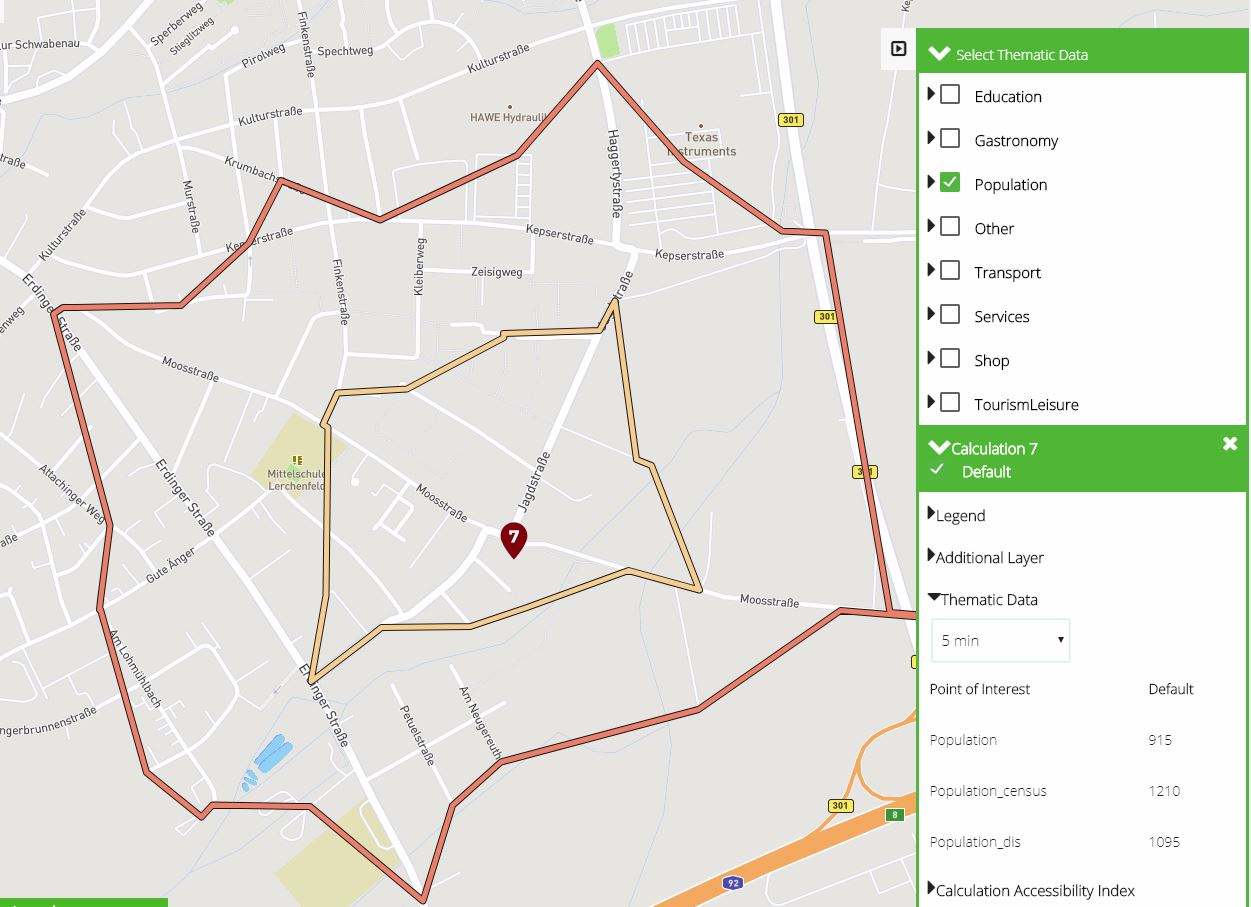 Sperberweg
Stieglitzweg
ur Schwabenau
Pirolweg
Finkenstraße
Spechtweg
Kulturstraße
301
Kulturstraße
HAWE Hydraulik
Texas
Instruments
Haggertystraße
Murstraße
Kulturstraße
Kepserstraße
Kepserstraße
Kepserstraße
Kleiberweg
Zeisigweg
Finkenstraße
Erdinger Straße
enweg
301
Moosstraße
Mittelschule
Lerchenfeld
301
Attachinger Weg
Erdinger Straße
Moosstraße
Jagdstraße
7
Gute Änger
Moosstraße
Am Lohmühlbach
Erdinger Straße
Am Neugereuth
Petuelstraße
ngerbrunnenstraße
301
8
92
Select Thematic Data
Education
Gastronomy
Population
Other
Transport
Services
Shop
TourismLeisure
Calculation 7
Default
Legend
Additional Layer
Thematic Data
5 min
Point of Interest Default
Population 915
Population_census 1210
Population_dis 1095
Calculation Accessibility Index